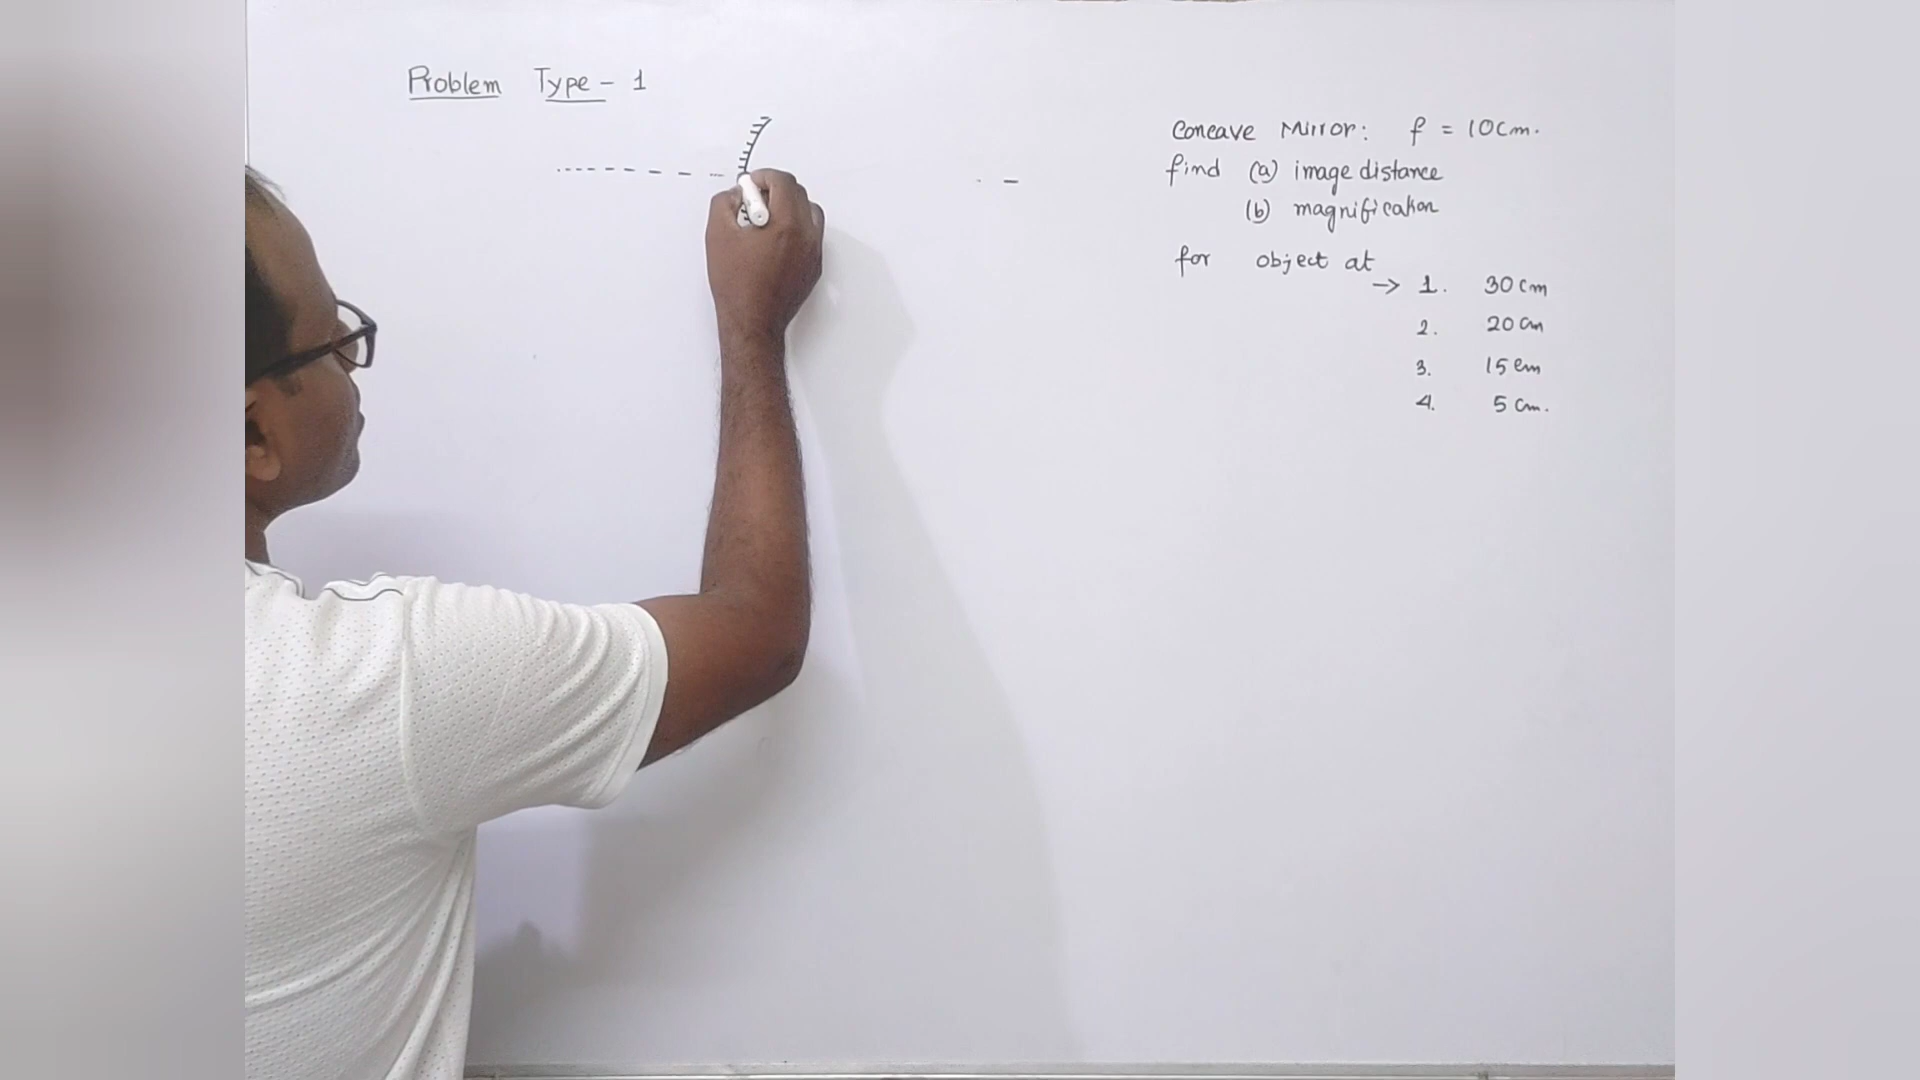 Problem Type - 1
Concave Mirror: f = 10cm.
find (a) image distance
(b) magnification
for object at
→ 1. 30 cm
2. 20 cm
3. 15 cm
4. 5 cm.